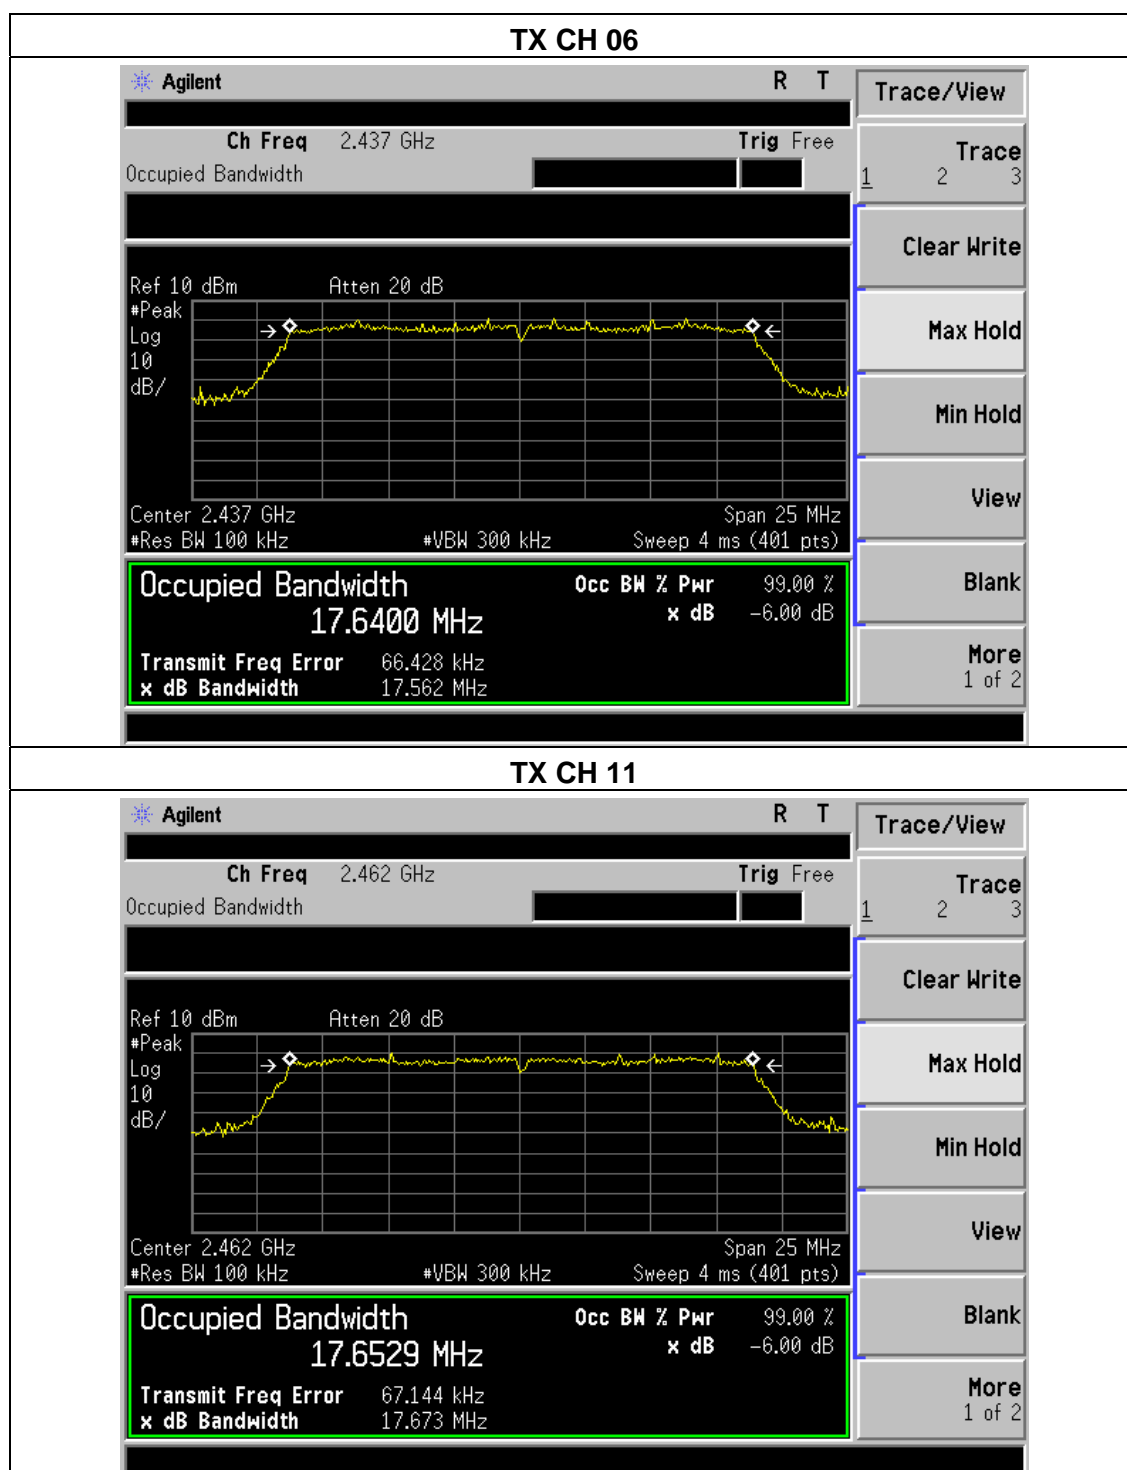 TX CH 06
Agilent R T
Trace/View
Ch Freq 2.437 GHz Trig Free
Occupied Bandwidth
Trace
1 2 3
Clear Write
Ref 10 dBm Atten 20 dB
#Peak
Log
10
dB/
Max Hold
Min Hold
View
Center 2.437 GHz Span 25 MHz
#Res BW 100 kHz #VBW 300 kHz Sweep 4 ms (401 pts)
Occupied Bandwidth Occ BW % Pwr 99.00 %
17.6400 MHz x dB -6.00 dB
Blank
Transmit Freq Error 66.428 kHz
x dB Bandwidth 17.562 MHz
More
1 of 2
TX CH 11
Agilent R T
Trace/View
Ch Freq 2.462 GHz Trig Free
Occupied Bandwidth
Trace
1 2 3
Clear Write
Ref 10 dBm Atten 20 dB
#Peak
Log
10
dB/
Max Hold
Min Hold
View
Center 2.462 GHz Span 25 MHz
#Res BW 100 kHz #VBW 300 kHz Sweep 4 ms (401 pts)
Occupied Bandwidth Occ BW % Pwr 99.00 %
17.6529 MHz x dB -6.00 dB
Blank
Transmit Freq Error 67.144 kHz
x dB Bandwidth 17.673 MHz
More
1 of 2